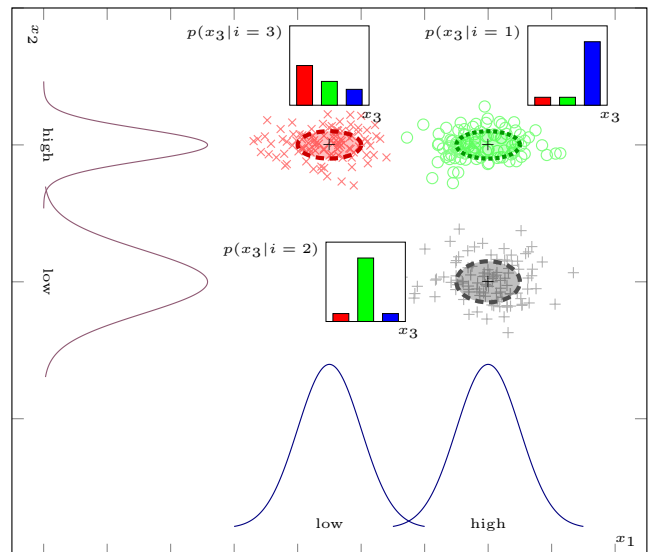 x₂
p(x₃|i = 3)
x₃
p(x₃|i = 1)
x₃
high
p(x₃|i = 2)
x₃
low
low
high
x₁